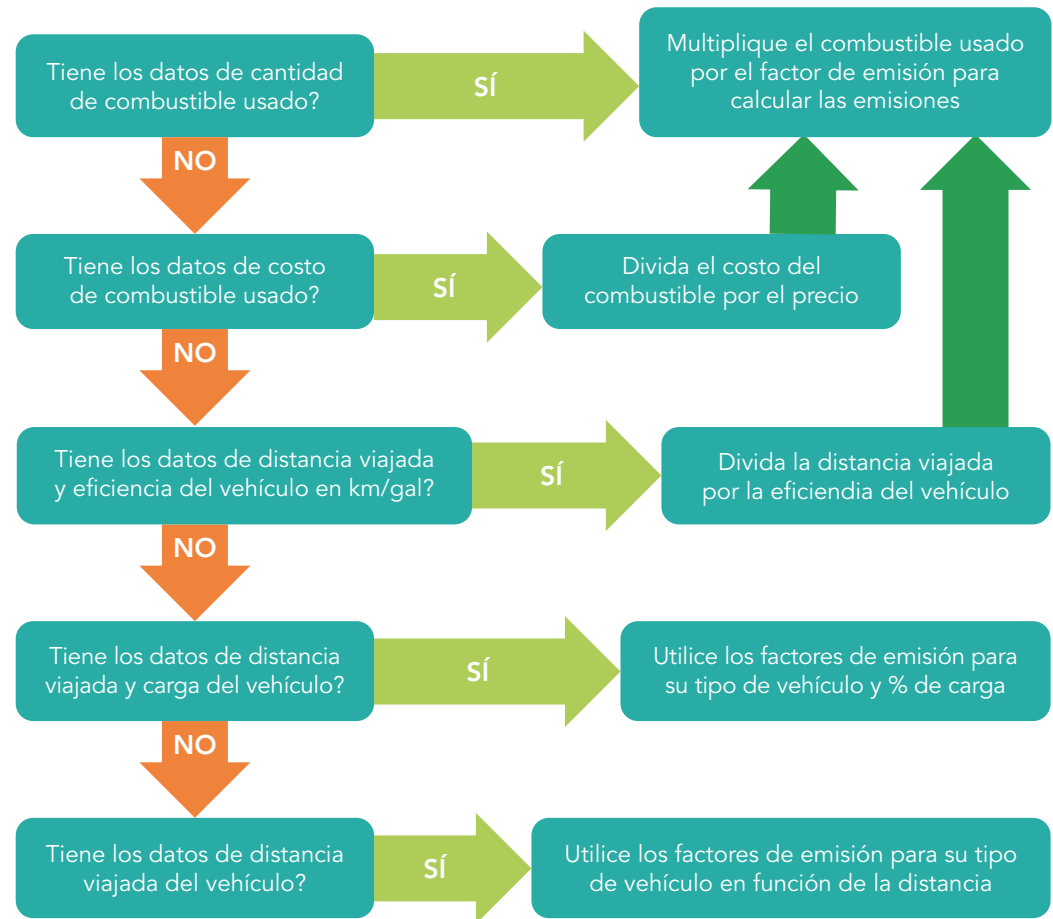 Tiene los datos de cantidad
de combustible usado?
SÍ
Multiplique el combustible usado
por el factor de emisión para
calcular las emisiones
NO
Tiene los datos de costo
de combustible usado?
SÍ
Divida el costo del
combustible por el precio
NO
Tiene los datos de distancia viajada
y eficiencia del vehículo en km/gal?
SÍ
Divida la distancia viajada
por la eficiendia del vehículo
NO
Tiene los datos de distancia
viajada y carga del vehículo?
SÍ
Utilice los factores de emisión para
su tipo de vehículo y % de carga
NO
Tiene los datos de distancia
viajada del vehículo?
SÍ
Utilice los factores de emisión para su tipo
de vehículo en función de la distancia